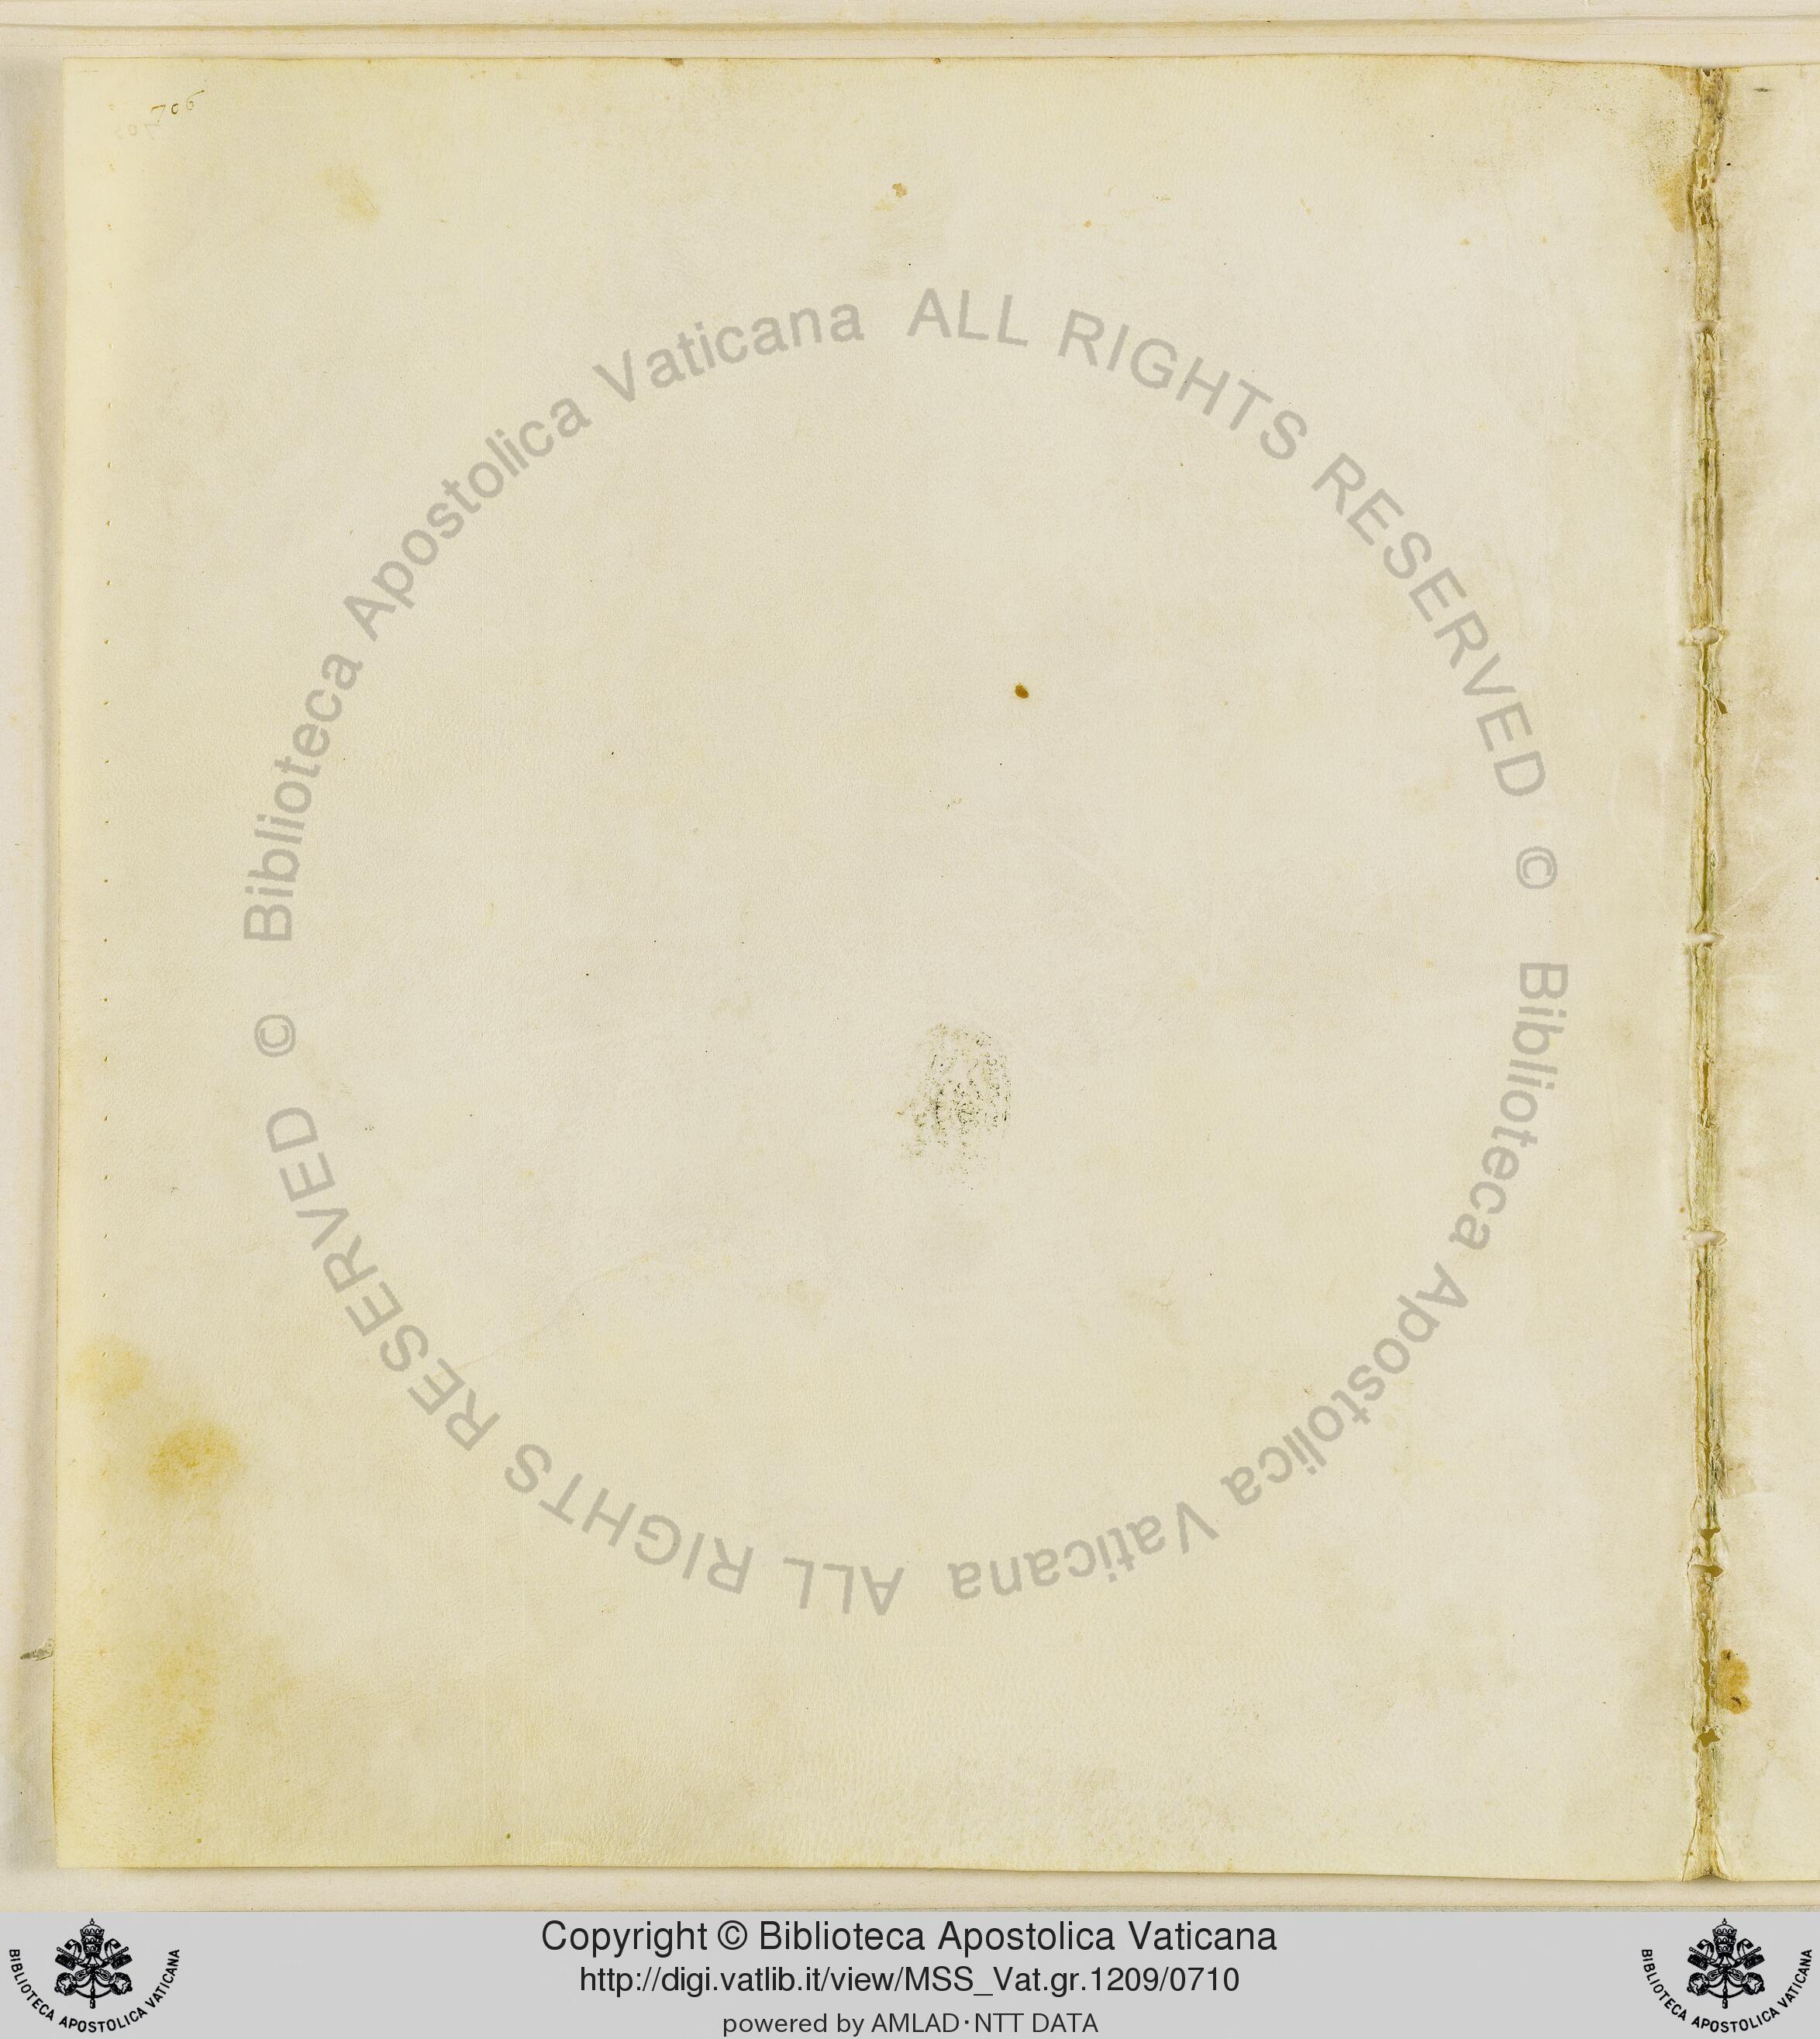 706
© Biblioteca Apostolica Vaticana ALL RIGHTS RESERVED
© Biblioteca Apostolica Vaticana ALL RIGHTS RESERVED
Copyright © Biblioteca Apostolica Vaticana
http://digi.vatlib.it/view/MSS_Vat.gr.1209/0710
powered by AMLAD·NTT DATA
BIBLIOTECA APOSTOLICA VATICANA
BIBLIOTECA APOSTOLICA VATICANA